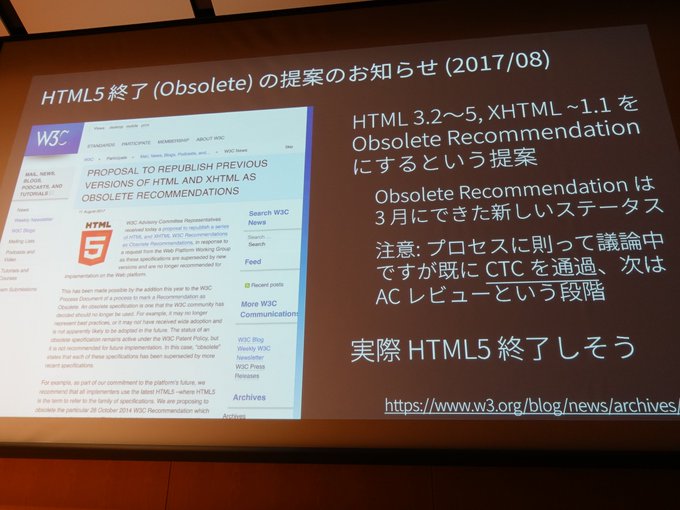 HTML5 終了 (Obsolete) の提案のお知らせ (2017/08)
W3C
Views: desktop mobile print
STANDARDS PARTICIPATE MEMBERSHIP ABOUT W3C
W3C » Participate » Mail, News, Blogs, Podcasts, and… » W3C News
MAIL, NEWS,
BLOGS,
PODCASTS, AND
TUTORIALS
News
Weekly Newsletter
W3C Blogs
Mailing Lists
Podcasts and
Video
Tutorials and
Courses
Submissions
PROPOSAL TO REPUBLISH PREVIOUS
VERSIONS OF HTML AND XHTML AS
OBSOLETE RECOMMENDATIONS
11 August 2017
HTML
5
W3C Advisory Committee Representatives
received today a proposal to republish a series
of HTML and XHTML W3C Recommendations
as Obsolete Recommendations, in response to
a request from the Web Platform Working Group
as these specifications are superseded by new
versions and are no longer recommended for
implementation on the Web platform.
This has been made possible by the addition this year to the W3C
Process Document of a process to mark a Recommendation as
Obsolete. An obsolete specification is one that the W3C community has
decided should no longer be used. For example, it may no longer
represent best practices, or it may not have received wide adoption and
is not apparently likely to be adopted in the future. The status of an
obsolete specification remains active under the W3C Patent Policy, but
it is not recommended for future implementation. In this case, "obsolete"
states that each of these specifications has been superseded by more
recent specifications.
For example, as part of our commitment to the platform's future, we
recommend that all implementers use the latest HTML5 –where HTML5
is the term to refer to the family of specifications. We are proposing to
obsolete the particular 28 October 2014 W3C Recommendation which
Search W3C
News
Search
Search
Feed
Recent posts
More W3C
Communications
W3C Blog
Weekly W3C
Newsletter
W3C Press
Releases
Archives
Archives
HTML 3.2〜5, XHTML ~1.1 を
Obsolete Recommendation
にするという提案
Obsolete Recommendation は
3 月にできた新しいステータス
注意: プロセスに則って議論中
ですが既に CTC を通過、次は
AC レビューという段階
実際 HTML5 終了しそう
https://www.w3.org/blog/news/archives/